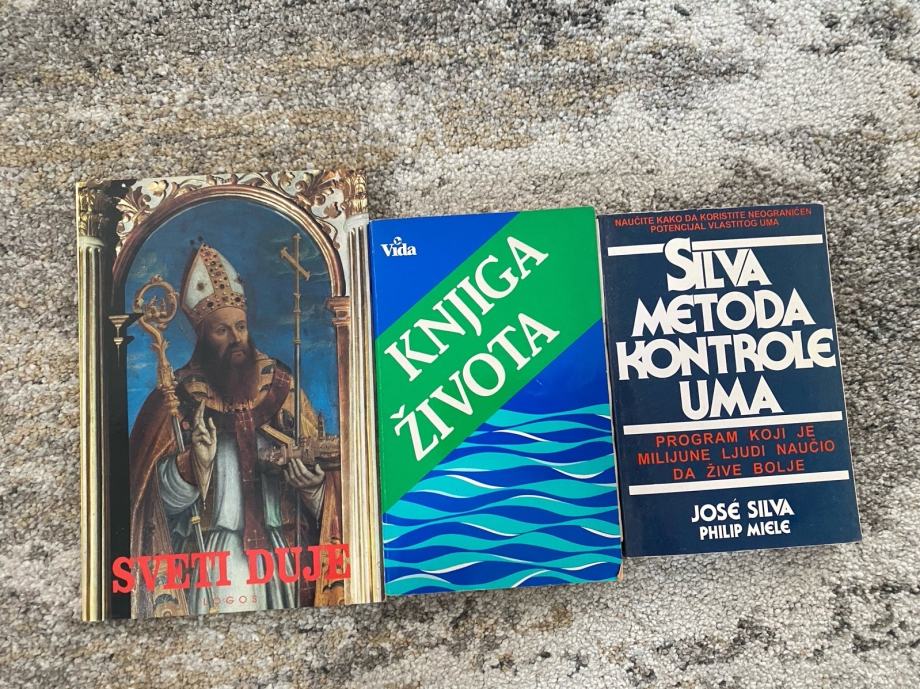 SVETI DUJE
LOGOS
Vida
KNJIGA
ŽIVOTA
NAUČITE KAKO DA KORISTITE NEOGRANIČEN
POTENCIJAL VLASTITOG UMA
SILVA
METODA
KONTROLE
UMA
PROGRAM KOJI JE
MILIJUNE LJUDI NAUČIO
DA ŽIVE BOLJE
JOSÉ SILVA
PHILIP MIELE